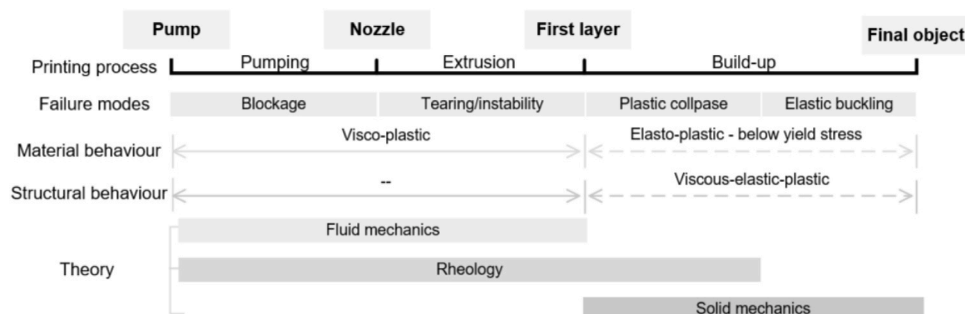 Pump Nozzle First layer Final object
Printing process Pumping Extrusion Build-up
Failure modes Blockage Tearing/instability Plastic collpase Elastic buckling
Material behaviour Visco-plastic Elasto-plastic - below yield stress
Structural behaviour -- Viscous-elastic-plastic
Fluid mechanics
Theory Rheology
Solid mechanics